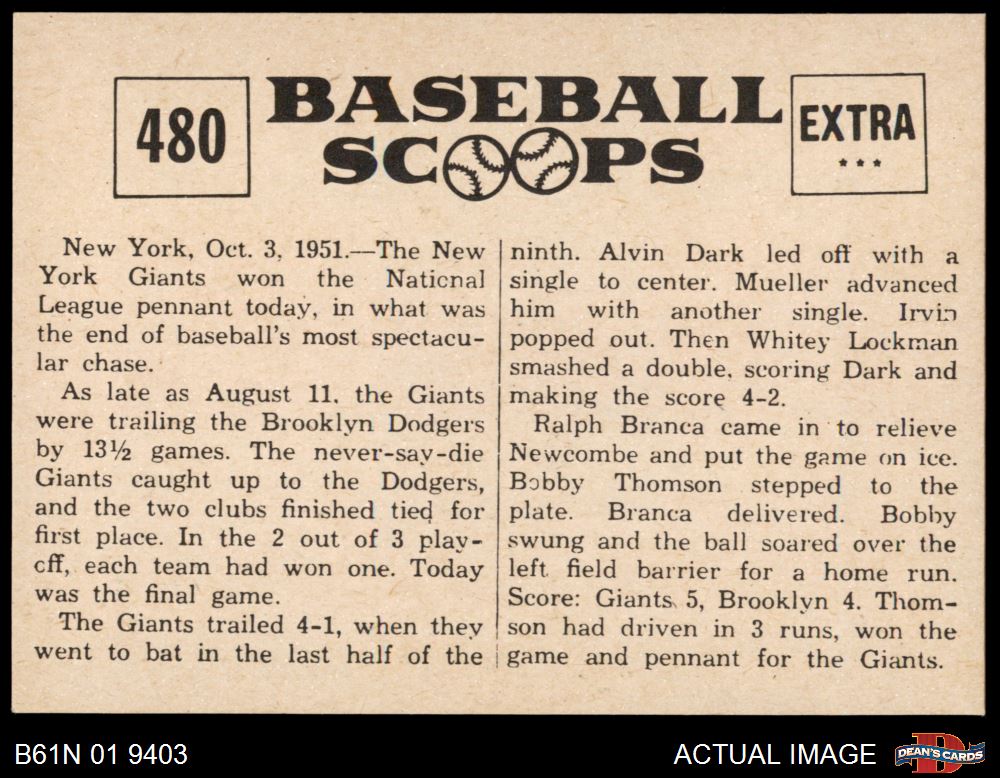 480
BASEBALL
SCOOPS
EXTRA
***
New York, Oct. 3, 1951.—The New
York Giants won the National
League pennant today, in what was
the end of baseball's most spectacu-
lar chase.
As late as August 11, the Giants
were trailing the Brooklyn Dodgers
by 13½ games. The never-say-die
Giants caught up to the Dodgers,
and the two clubs finished tied for
first place. In the 2 out of 3 play-
off, each team had won one. Today
was the final game.
The Giants trailed 4-1, when they
went to bat in the last half of the
ninth. Alvin Dark led off with a
single to center. Mueller advanced
him with another single. Irvin
popped out. Then Whitey Lockman
smashed a double, scoring Dark and
making the score 4-2.
Ralph Branca came in to relieve
Newcombe and put the game on ice.
Bobby Thomson stepped to the
plate. Branca delivered. Bobby
swung and the ball soared over the
left field barrier for a home run.
Score: Giants 5, Brooklyn 4. Thom-
son had driven in 3 runs, won the
game and pennant for the Giants.
B61N 01 9403
ACTUAL IMAGE
D
DEAN'S CARDS